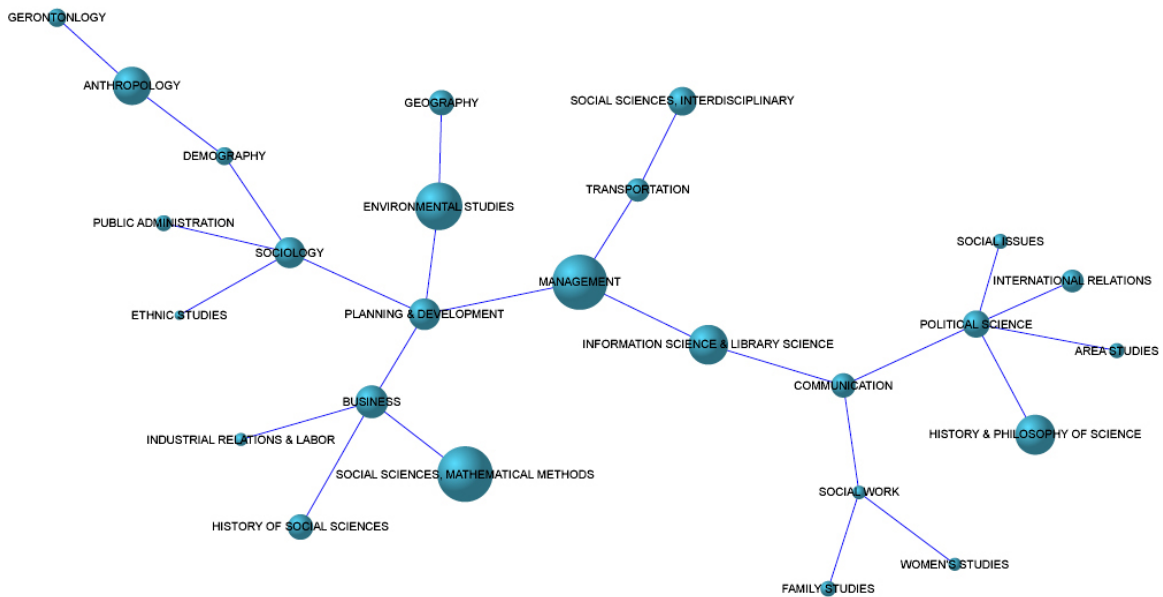 GERONTONLOGY
ANTHROPOLOGY
GEOGRAPHY
SOCIAL SCIENCES, INTERDISCIPLINARY
DEMOGRAPHY
TRANSPORTATION
ENVIRONMENTAL STUDIES
PUBLIC ADMINISTRATION
SOCIAL ISSUES
SOCIOLOGY
MANAGEMENT
INTERNATIONAL RELATIONS
ETHNIC STUDIES
PLANNING & DEVELOPMENT
POLITICAL SCIENCE
INFORMATION SCIENCE & LIBRARY SCIENCE
AREA STUDIES
COMMUNICATION
BUSINESS
HISTORY & PHILOSOPHY OF SCIENCE
INDUSTRIAL RELATIONS & LABOR
SOCIAL SCIENCES, MATHEMATICAL METHODS
SOCIAL WORK
HISTORY OF SOCIAL SCIENCES
WOMEN'S STUDIES
FAMILY STUDIES